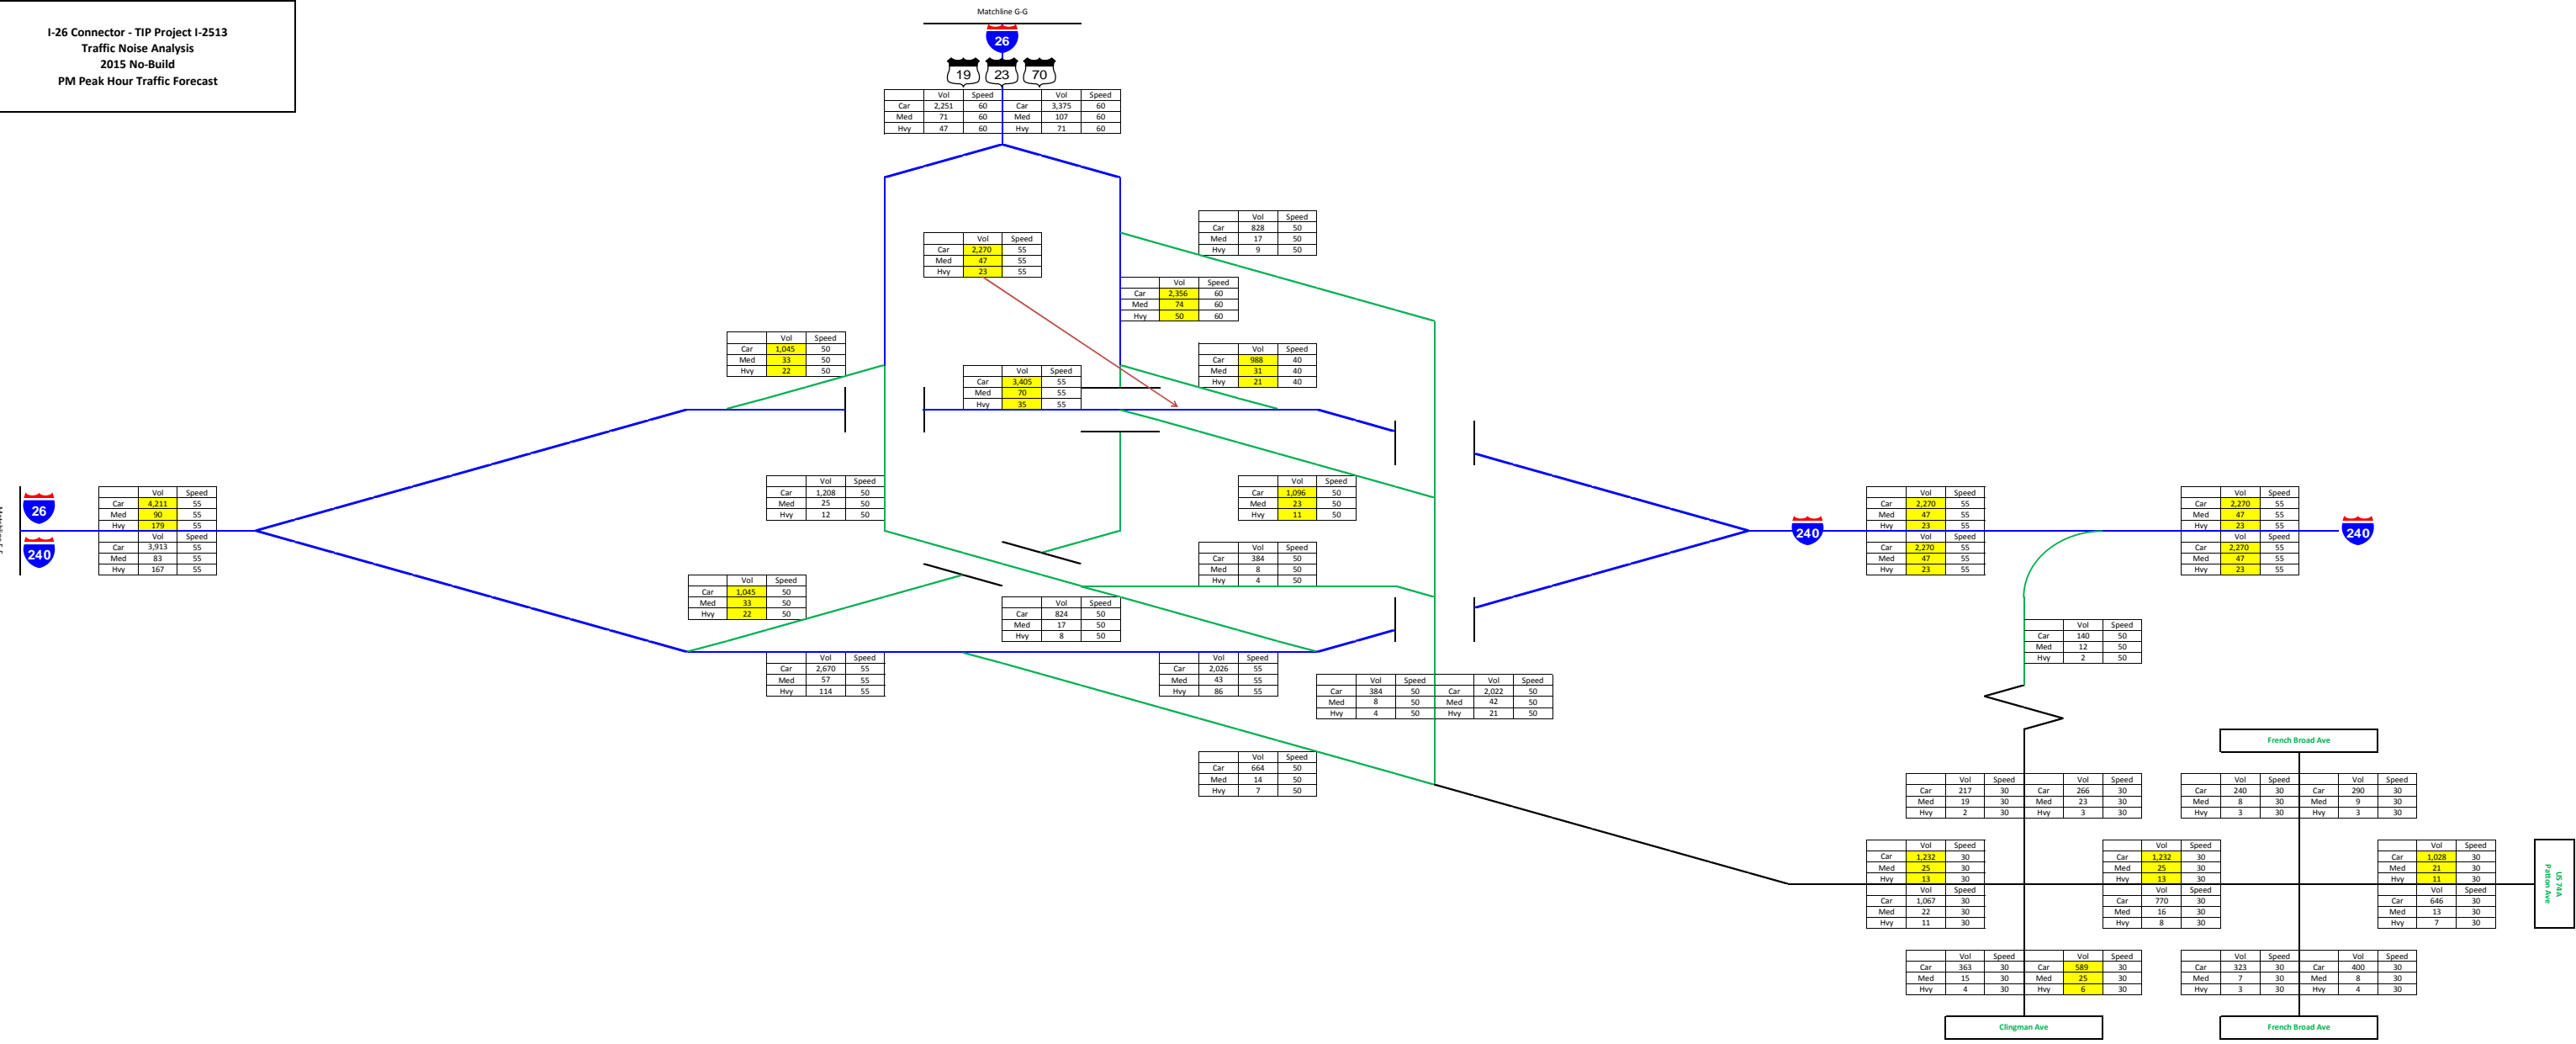 Matchline G-G
I-26 Connector - TIP Project I-2513
Traffic Noise Analysis
2015 No-Build
PM Peak Hour Traffic Forecast
26
19 23 70
Vol Speed Vol Speed
Car 2,251 60 Car 3,375 60
Med 71 60 Med 107 60
Hvy 47 60 Hvy 71 60
Vol Speed
Car 828 50
Med 17 50
Hvy 9 50
Vol Speed
Car 2,270 55
Med 47 55
Hvy 23 55
Vol Speed
Car 2,356 60
Med 74 60
Hvy 50 60
Vol Speed
Car 1,045 50
Med 33 50
Hvy 22 50
Vol Speed
Car 988 40
Med 31 40
Hvy 21 40
Vol Speed
Car 3,405 55
Med 70 55
Hvy 35 55
Vol Speed
Car 1,208 50
Med 25 50
Hvy 12 50
Vol Speed
Car 1,096 50
Med 23 50
Hvy 11 50
26
240
Vol Speed
Car 4,211 55
Med 90 55
Hvy 179 55
Vol Speed
Car 3,913 55
Med 83 55
Hvy 167 55
240
Vol Speed
Car 2,270 55
Med 47 55
Hvy 23 55
Vol Speed
Car 2,270 55
Med 47 55
Hvy 23 55
Vol Speed
Car 2,270 55
Med 47 55
Hvy 23 55
Vol Speed
Car 2,270 55
Med 47 55
Hvy 23 55
240
Vol Speed
Car 384 50
Med 8 50
Hvy 4 50
Vol Speed
Car 1,045 50
Med 33 50
Hvy 22 50
Vol Speed
Car 824 50
Med 17 50
Hvy 8 50
Vol Speed
Car 140 50
Med 12 50
Hvy 2 50
Vol Speed
Car 2,670 55
Med 57 55
Hvy 114 55
Vol Speed
Car 2,026 55
Med 43 55
Hvy 86 55
Vol Speed Vol Speed
Car 384 50 Car 2,022 50
Med 8 50 Med 42 50
Hvy 4 50 Hvy 21 50
Vol Speed
Car 664 50
Med 14 50
Hvy 7 50
French Broad Ave
Vol Speed Vol Speed
Car 217 30 Car 266 30
Med 19 30 Med 23 30
Hvy 2 30 Hvy 3 30
Vol Speed Vol Speed
Car 240 30 Car 290 30
Med 8 30 Med 9 30
Hvy 3 30 Hvy 3 30
Vol Speed
Car 1,232 30
Med 25 30
Hvy 13 30
Vol Speed
Car 1,067 30
Med 22 30
Hvy 11 30
Vol Speed
Car 1,232 30
Med 25 30
Hvy 13 30
Vol Speed
Car 770 30
Med 16 30
Hvy 8 30
Vol Speed
Car 1,028 30
Med 21 30
Hvy 11 30
Vol Speed
Car 646 30
Med 13 30
Hvy 7 30
US 74A
Patton Ave
Vol Speed Vol Speed
Car 363 30 Car 589 30
Med 15 30 Med 25 30
Hvy 4 30 Hvy 6 30
Vol Speed Vol Speed
Car 323 30 Car 400 30
Med 7 30 Med 8 30
Hvy 3 30 Hvy 4 30
Clingman Ave
French Broad Ave